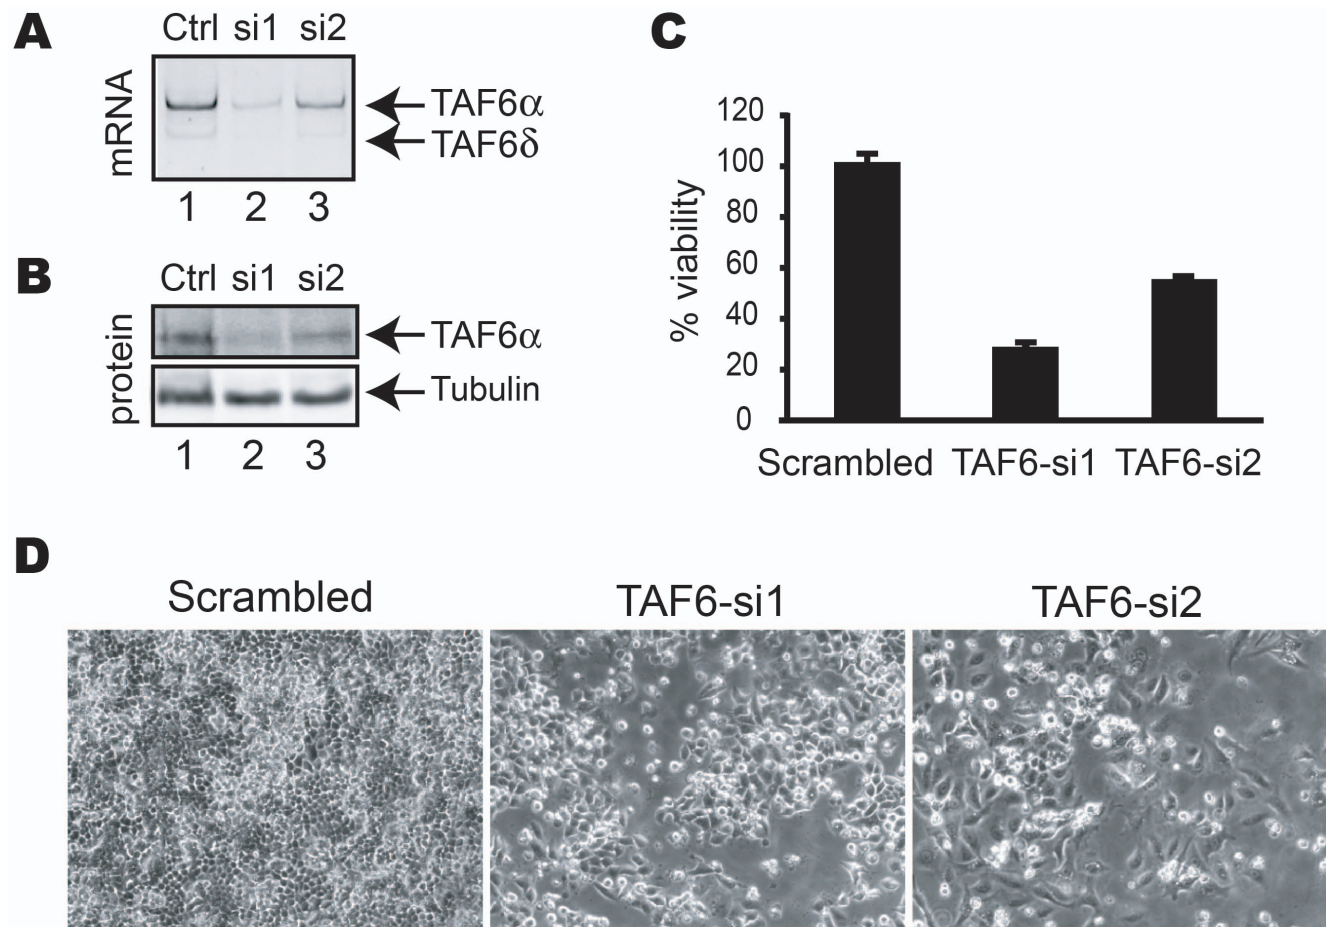 A
Ctrl si1 si2
mRNA
TAF6α
TAF6δ
1 2 3
B
Ctrl si1 si2
protein
TAF6α
Tubulin
1 2 3
C
120
100
80
60
40
20
0
% viability
Scrambled TAF6-si1 TAF6-si2
D
Scrambled TAF6-si1 TAF6-si2